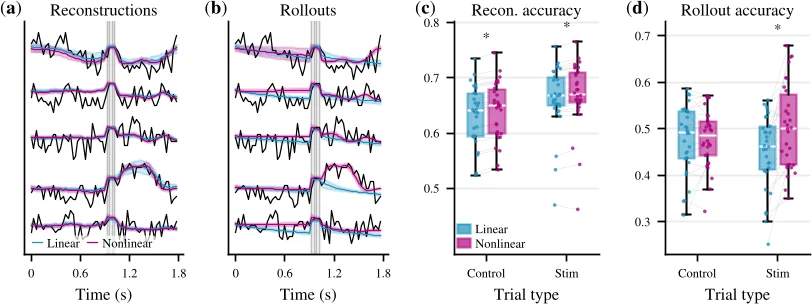 (a) Reconstructions
Linear Nonlinear
0 0.6 1.2 1.8
Time (s)
(b) Rollouts
0 0.6 1.2 1.8
Time (s)
(c) Recon. accuracy
0.8
0.7
0.6
0.5
* *
Linear
Nonlinear
Control Stim
Trial type
(d) Rollout accuracy
0.7
0.6
0.5
0.4
0.3
*
Control Stim
Trial type